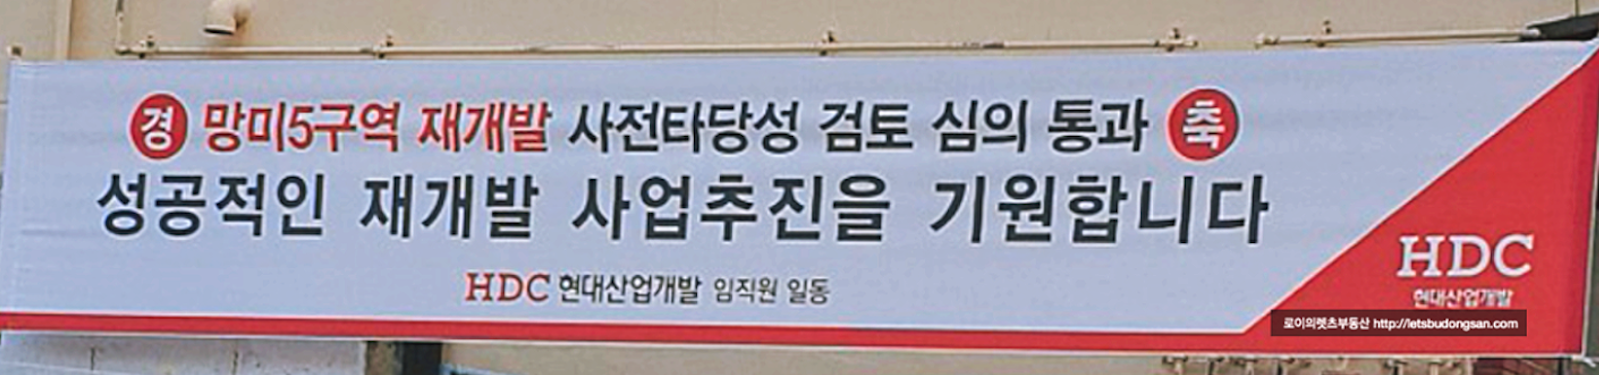 경 망미5구역 재개발 사전타당성 검토 심의 통과 축
성공적인 재개발 사업추진을 기원합니다
HDC 현대산업개발 임직원 일동
HDC
현대산업개발
로이의렛츠부동산 http://letsbudongsan.com